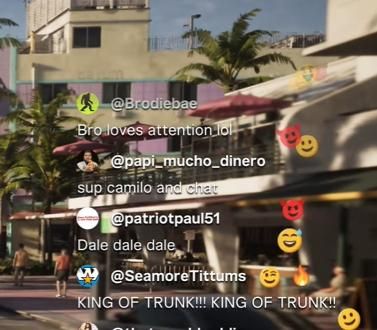 @Brodiebae
Bro loves attention lol
@papi_mucho_dinero
sup camilo and chat
@patriotpaul51
Dale dale dale
@SeamoreTittums
KING OF TRUNK!!! KING OF TRUNK!!